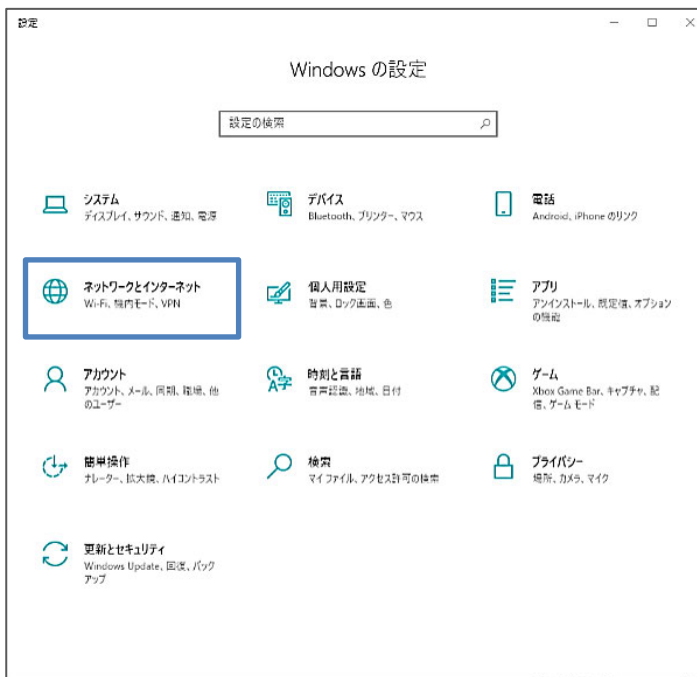 設定
Windows の設定
設定の検索
システム
ディスプレイ、サウンド、通知、電源
デバイス
Bluetooth、プリンター、マウス
電話
Android、iPhone のリンク
ネットワークとインターネット
Wi-Fi、機内モード、VPN
個人用設定
背景、ロック画面、色
アプリ
アンインストール、既定値、オプション
の機能
アカウント
アカウント、メール、同期、職場、他
のユーザー
時刻と言語
音声認識、地域、日付
ゲーム
Xbox Game Bar、キャプチャ、配
信、ゲーム モード
簡単操作
ナレーター、拡大鏡、ハイコントラスト
検索
マイ ファイル、アクセス許可の検索
プライバシー
場所、カメラ、マイク
更新とセキュリティ
Windows Update、回復、バック
アップ